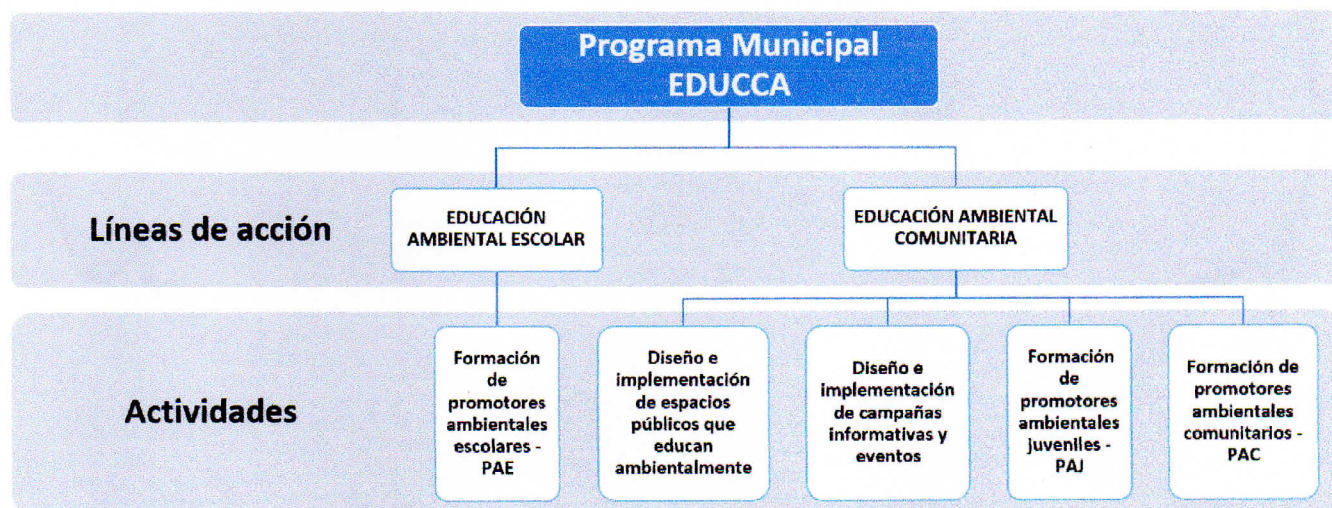 Programa Municipal
EDUCCA
Líneas de acción
EDUCACIÓN
AMBIENTAL ESCOLAR
EDUCACIÓN AMBIENTAL
COMUNITARIA
Actividades
Formación
de
promotores
ambientales
escolares -
PAE
Diseño e
implementación
de espacios
públicos que
educan
ambientalmente
Diseño e
implementación
de campañas
informativas y
eventos
Formación
de
promotores
ambientales
juveniles -
PAJ
Formación de
promotores
ambientales
comunitarios -
PAC